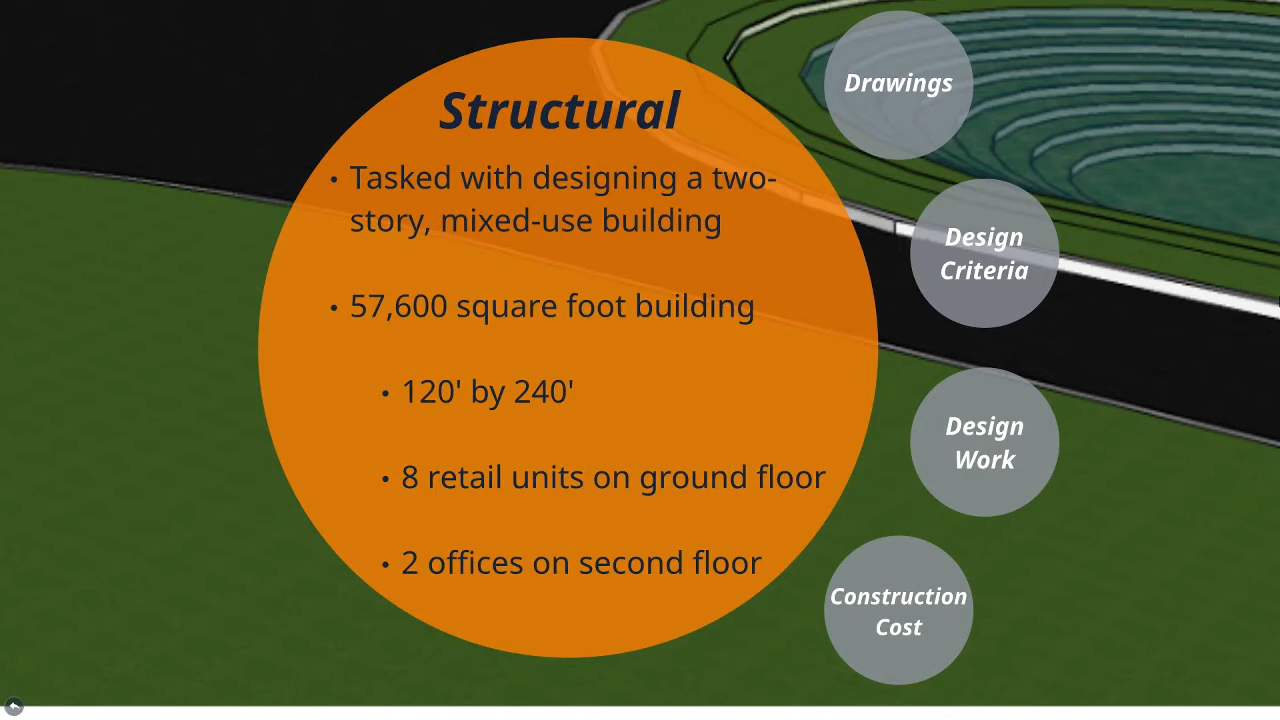 Structural
• Tasked with designing a two-
story, mixed-use building
• 57,600 square foot building
• 120' by 240'
• 8 retail units on ground floor
• 2 offices on second floor
Drawings
Design
Criteria
Design
Work
Construction
Cost